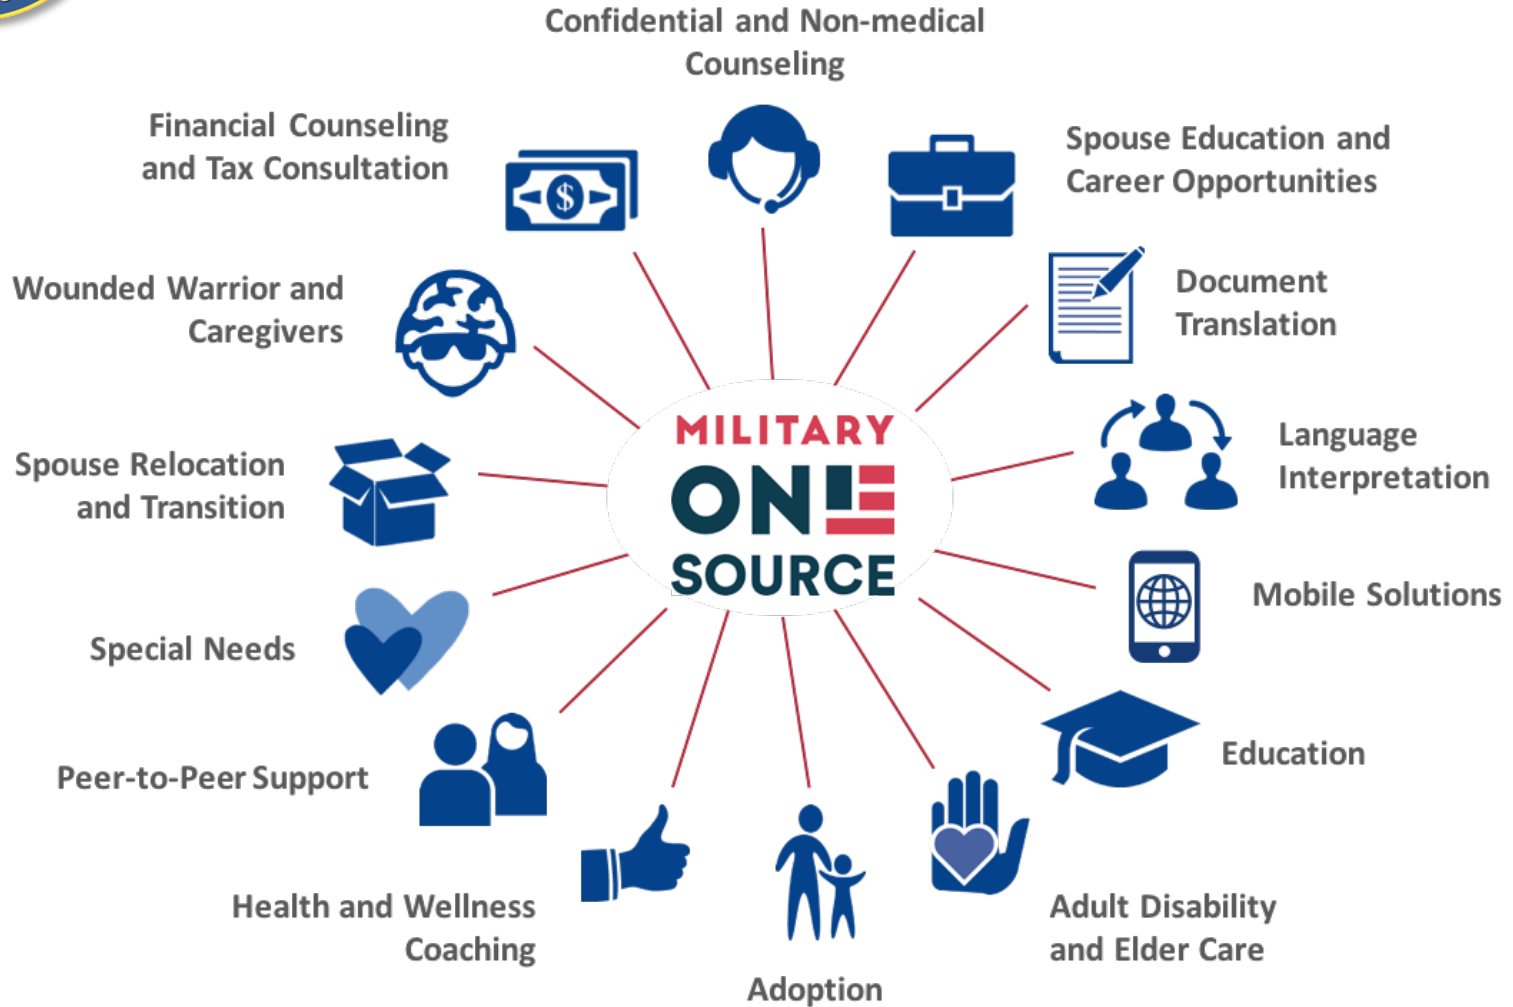 Confidential and Non-medical
Counseling
Financial Counseling
and Tax Consultation
$
Spouse Education and
Career Opportunities
Wounded Warrior and
Caregivers
Document
Translation
MILITARY
ONE
SOURCE
Language
Interpretation
Spouse Relocation
and Transition
Mobile Solutions
Special Needs
Education
Peer-to-Peer Support
Health and Wellness
Coaching
Adult Disability
and Elder Care
Adoption